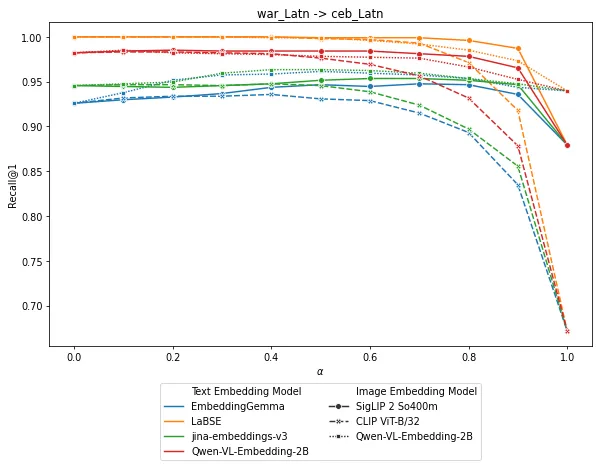 war_Latn -> ceb_Latn
Recall@1
1.00
0.95
0.90
0.85
0.80
0.75
0.70
0.0 0.2 0.4 0.6 0.8 1.0
α
Text Embedding Model
EmbeddingGemma
LaBSE
jina-embeddings-v3
Qwen-VL-Embedding-2B
Image Embedding Model
SigLIP 2 So400m
CLIP ViT-B/32
Qwen-VL-Embedding-2B